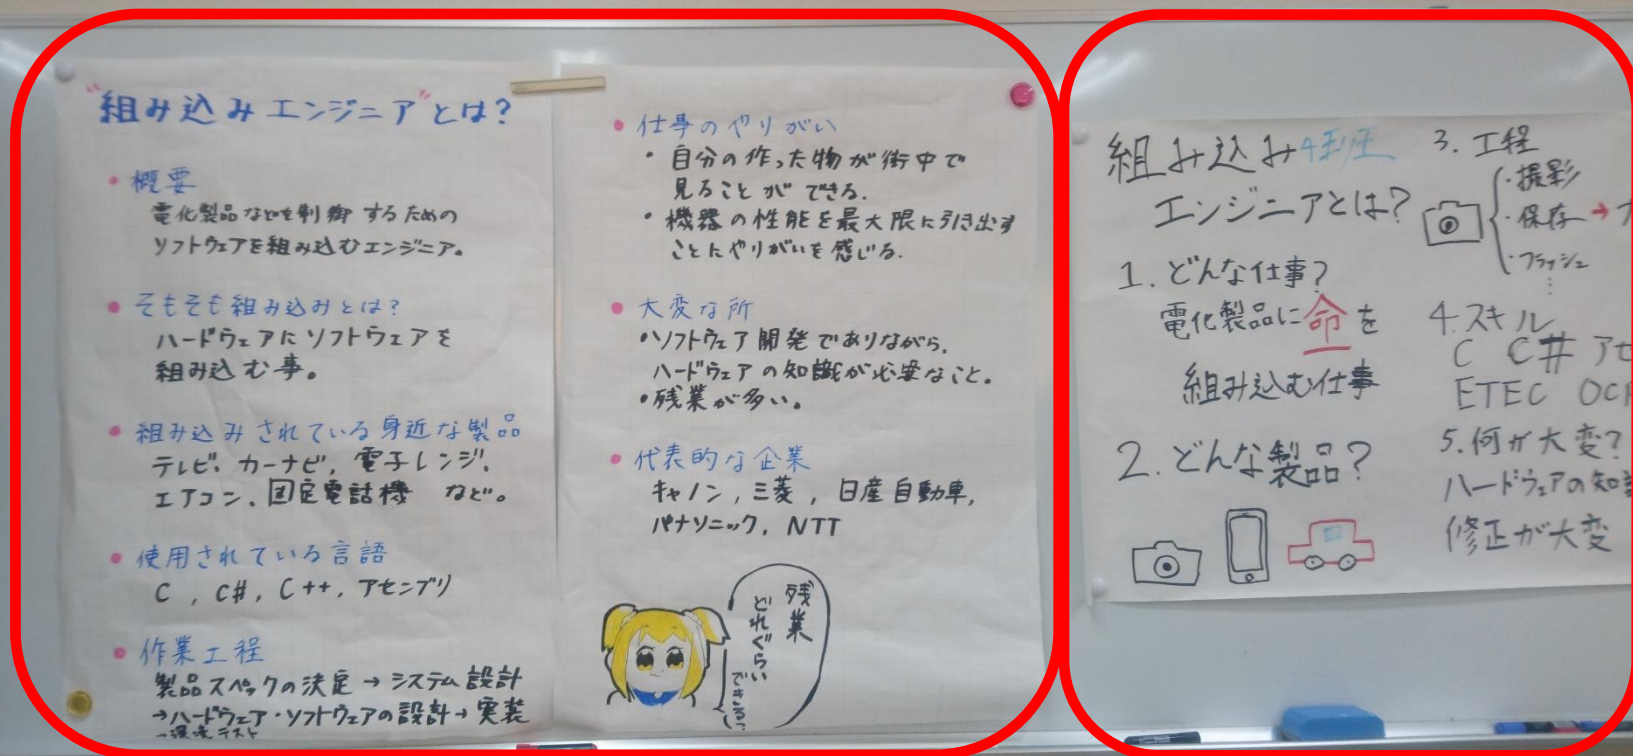 "組み込みエンジニア"とは?
• 概要
電化製品などを制御するための
ソフトウェアを組み込むエンジニア。
• そもそも組み込みとは?
ハードウェアにソフトウェアを
組み込む事。
• 組み込みされている身近な製品
テレビ、カーナビ、電子レンジ、
エアコン、固定電話機 など。
• 使用されている言語
C , C#, C++, アセンブリ
• 作業工程
製品スペックの決定→システム設計
→ハードウェア・ソフトウェアの設計→実装
→環境テスト
• 仕事のやりがい
・自分の作った物が街中で
見ることができる.
・機器の性能を最大限に引き出す
ことにやりがいを感じる.
• 大変な所
・ソフトウェア開発でありながら、
ハードウェアの知識が必要なこと。
・残業が多い。
• 代表的な企業
キャノン, 三菱, 日産自動車,
パナソニック, NTT
残業
どれぐらい
組み込み 4班
エンジニアとは?
1. どんな仕事?
電化製品に命を
組み込む仕事
2. どんな製品?
3. 工程
・撮影
・保存→
・フラッシュ
4. スキル
C C# アセ
ETEC
5. 何が大変?
ハードウェアの知識
修正が大変